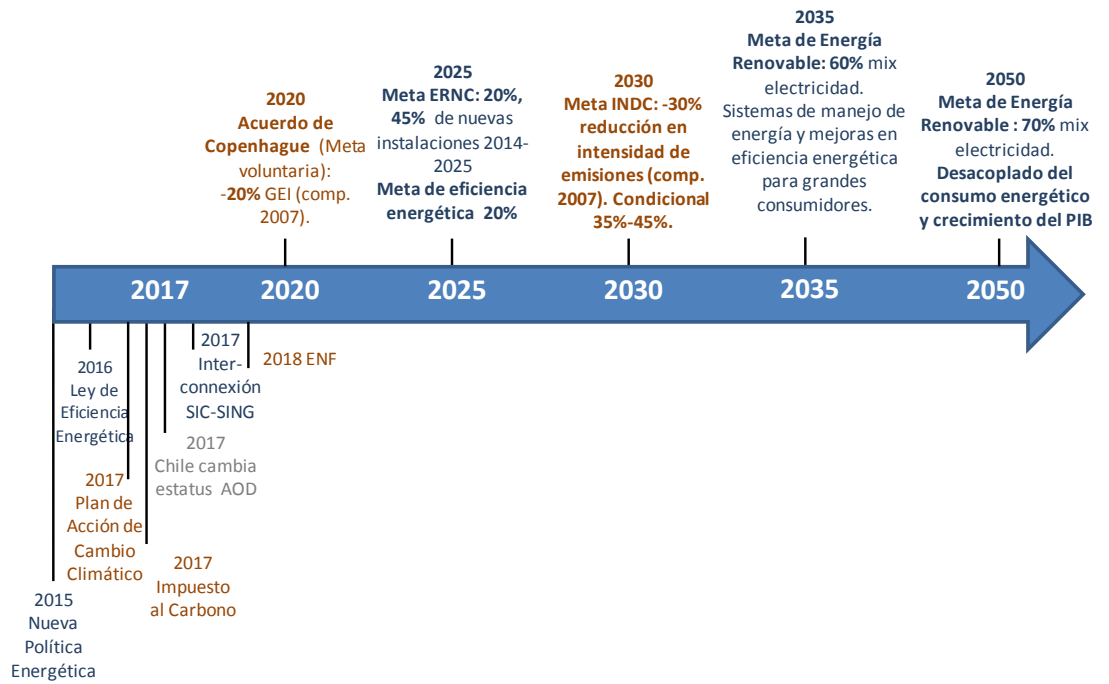 2020
Acuerdo de
Copenhague (Meta
voluntaria):
-20% GEI (comp.
2007).
2025
Meta ERNC: 20%,
45% de nuevas
instalaciones 2014-
2025
Meta de eficiencia
energética 20%
2030
Meta INDC: -30%
reducción en
intensidad de
emisiones (comp.
2007). Condicional
35%-45%.
2035
Meta de Energía
Renovable: 60% mix
electricidad.
Sistemas de manejo de
energía y mejoras en
eficiencia energética
para grandes
consumidores.
2050
Meta de Energía
Renovable : 70% mix
electricidad.
Desacoplado del
consumo energético
y crecimiento del PIB
2017
2020
2025
2030
2035
2050
2015
Nueva
Política
Energética
2016
Ley de
Eficiencia
Energética
2017
Plan de
Acción de
Cambio
Climático
2017
Impuesto
al Carbono
2017
Chile cambia
estatus AOD
2017
Inter-
connexión
SIC-SING
2018 ENF